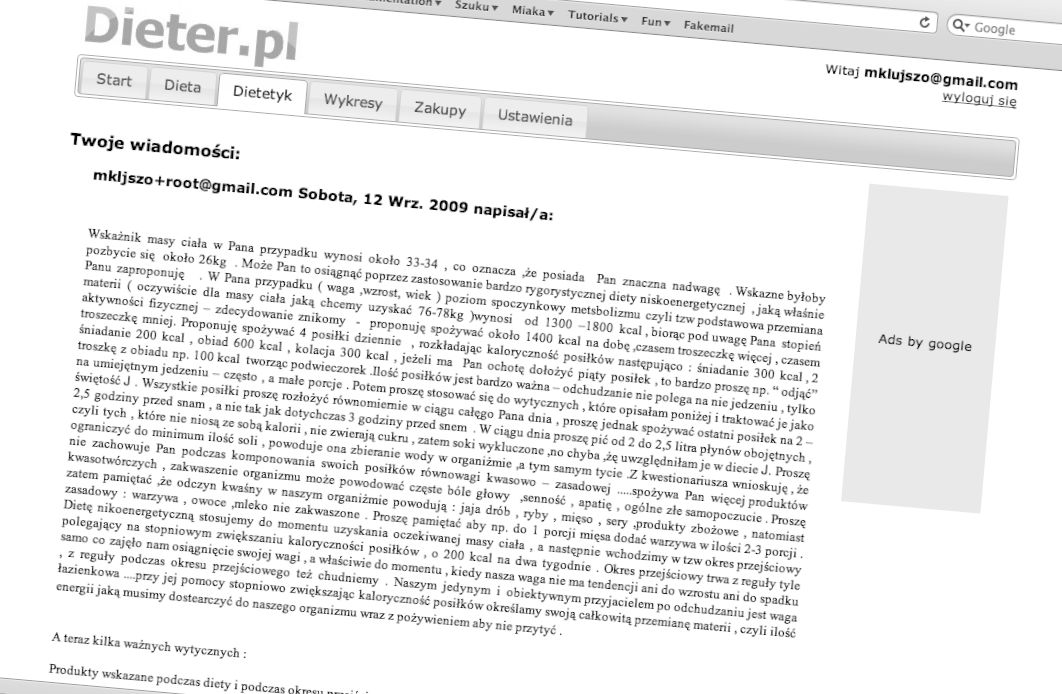 Szuku ▾ Miaka ▾ Tutorials ▾ Fun ▾ Fakemail
Google
Dieter.pl
Witaj mklujszo@gmail.com
wyloguj się
Start Dieta Dietetyk Wykresy Zakupy Ustawienia
Twoje wiadomości:
mkljszo+root@gmail.com Sobota, 12 Wrz. 2009 napisał/a:
Wskażnik masy ciała w Pana przypadku wynosi około 33-34 , co oznacza ,że posiada Pan znaczna nadwagę . Wskazne byłoby
pozbycie się około 26kg . Może Pan to osiągnąć poprzez zastosowanie bardzo rygorystycznej diety niskoenergetycznej , jaką właśnie
Panu zaproponuję . W Pana przypadku ( waga ,wzrost, wiek ) poziom spoczynkowy metsbolizmu czyli tzw podstawowa przemiana
materii ( oczywiście dla masy ciała jaką chcemy uzyskać 76-78kg )wynosi od 1300 –1800 kcal , biorąc pod uwagę Pana stopień
aktywności fizycznej – zdecydowanie znikomy - proponuję spożywać około 1400 kcal na dobę ,czasem troszeczkę więcej , czasem
troszeczkę mniej. Proponuję spożywać 4 posiłki dziennie , rozkładając kaloryczność posiłków następująco : śniadanie 300 kcal , 2
śniadanie 200 kcal , obiad 600 kcal , kolacja 300 kcal , jeżeli ma Pan ochotę dołożyć piąty posiłek , to bardzo proszę np. “ odjąć”
troszkę z obiadu np. 100 kcal tworząc podwieczorek .Ilość posiłków jest bardzo ważna – odchudzanie nie polega na nie jedzeniu , tylko
na umiejętnym jedzeniu – często , a małe porcje . Potem proszę stosować się do wytycznych , które opisałam poniżej i traktować je jako
świętość J . Wszystkie posiłki proszę rozłożyć równomiernie w ciągu całęgo Pana dnia , proszę jednak spożywać ostatni posiłek na 2 –
2,5 godziny przed snam , a nie tak jak dotychczas 3 godziny przed snem . W ciągu dnia proszę pić od 2 do 2,5 litra płynów obojętnych ,
czyli tych , które nie niosą ze sobą kalorii , nie zwierają cukru , zatem soki wykluczone ,no chyba ,żę uwzględniłam je w diecie J. Proszę
ograniczyć do minimum ilość soli , powoduje ona zbieranie wody w organiżmie ,a tym samym tycie .Z kwestionariusza wnioskuję , że
nie zachowuje Pan podczas komponowania swoich posiłków równowagi kwasowo – zasadowej .....spożywa Pan więcej produktów
kwasotwórczych , zakwaszenie organizmu może powodować częste bóle głowy ,senność , apatię , ogólne złe samopoczucie . Proszę
zatem pamiętać ,że odczyn kwaśny w naszym organiżmie powodują : jaja drób , ryby , mięso , sery ,produkty zbożowe , natomiast
zasadowy : warzywa , owoce ,mleko nie zakwaszone . Proszę pamiętać aby np. do 1 porcji mięsa dodać warzywa w ilości 2-3 porcji .
Dietę nikoenergetyczną stosujemy do momentu uzyskania oczekiwanej masy ciała , a następnie wchodzimy w tzw okres przejściowy
polegający na stopniowym zwiększaniu kaloryczności posiłków , o 200 kcal na dwa tygodnie . Okres przejściowy trwa z reguły tyle
samo co zajęło nam osiągnięcie swojej wagi , a właściwie do momentu , kiedy nasza waga nie ma tendencji ani do wzrostu ani do spadku
, z reguły podczas okresu przejściowego też chudniemy . Naszym jedynym i obiektywnym przyjacielem po odchudzaniu jest waga
łazienkowa ....przy jej pomocy stopniowo zwiększając kaloryczność posiłków określamy swoją całkowitą przemianę materii , czyli ilość
energii jaką musimy dostarczyć do naszego organizmu wraz z pożywieniem aby nie przytyć .
Ads by google
A teraz kilka ważnych wytycznych :
Produkty wskazane podczas diety i podczas okresu